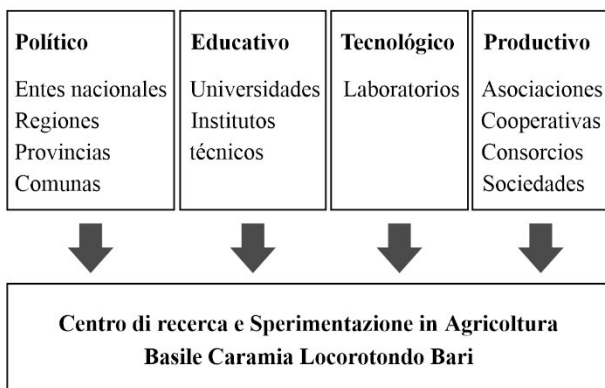 Político
Entes nacionales
Regiones
Provincias
Comunas
Educativo
Universidades
Institutos
técnicos
Tecnológico
Laboratorios
Productivo
Asociaciones
Cooperativas
Consorcios
Sociedades
Centro di recerca e Sperimentazione in Agricoltura
Basile Caramia Locorotondo Bari